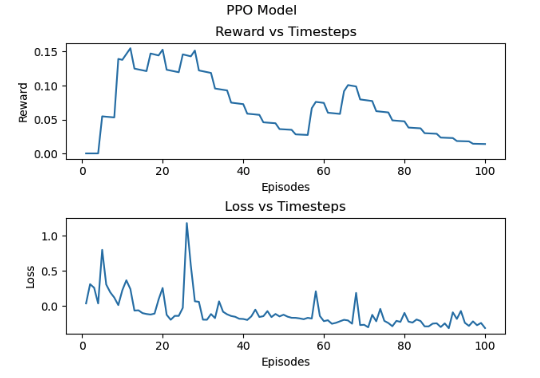 PPO Model
Reward vs Timesteps
Reward
0.15
0.10
0.05
0.00
0 20 40 60 80 100
Episodes
Loss vs Timesteps
Loss
1.0
0.5
0.0
0 20 40 60 80 100
Episodes